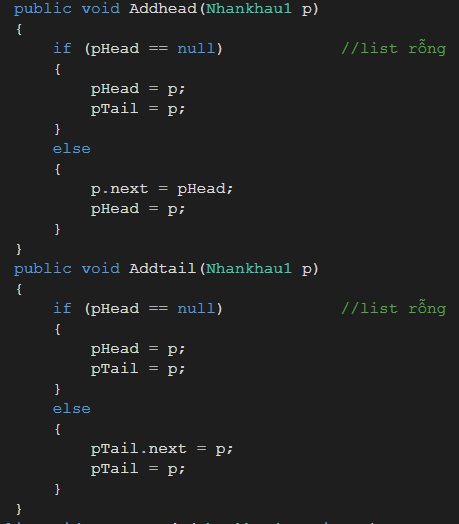 public void Addhead(Nhankhau1 p)
{
if (pHead == null) //list rỗng
{
pHead = p;
pTail = p;
}
else
{
p.next = pHead;
pHead = p;
}
}
public void Addtail(Nhankhau1 p)
{
if (pHead == null) //list rỗng
{
pHead = p;
pTail = p;
}
else
{
pTail.next = p;
pTail = p;
}
}